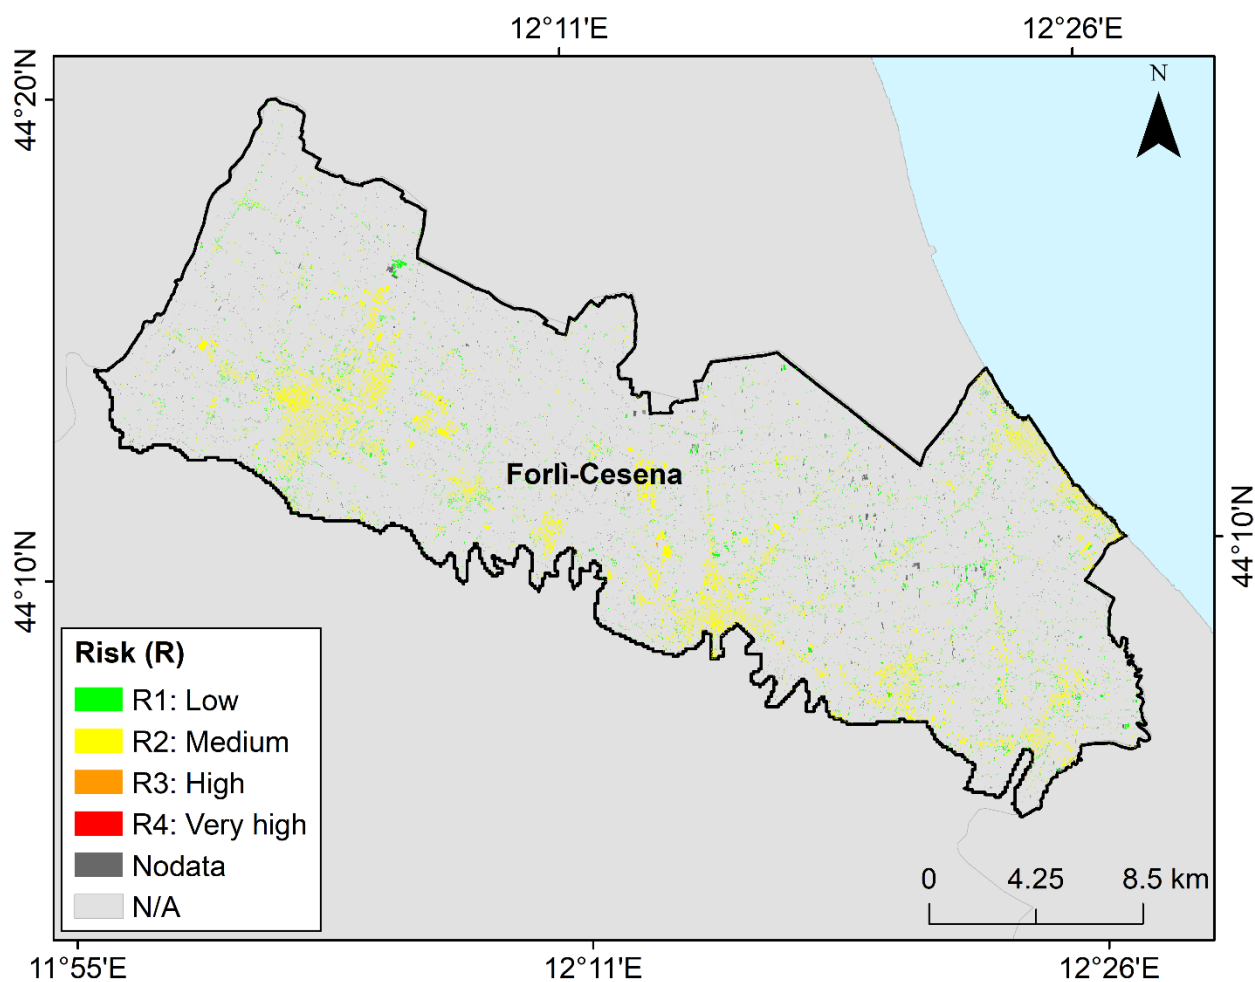 12°11'E
12°26'E
44°20'N
N
Forlì-Cesena
44°10'N
44°10'N
Risk (R)
R1: Low
R2: Medium
R3: High
R4: Very high
Nodata
N/A
0 4.25 8.5 km
11°55'E
12°11'E
12°26'E